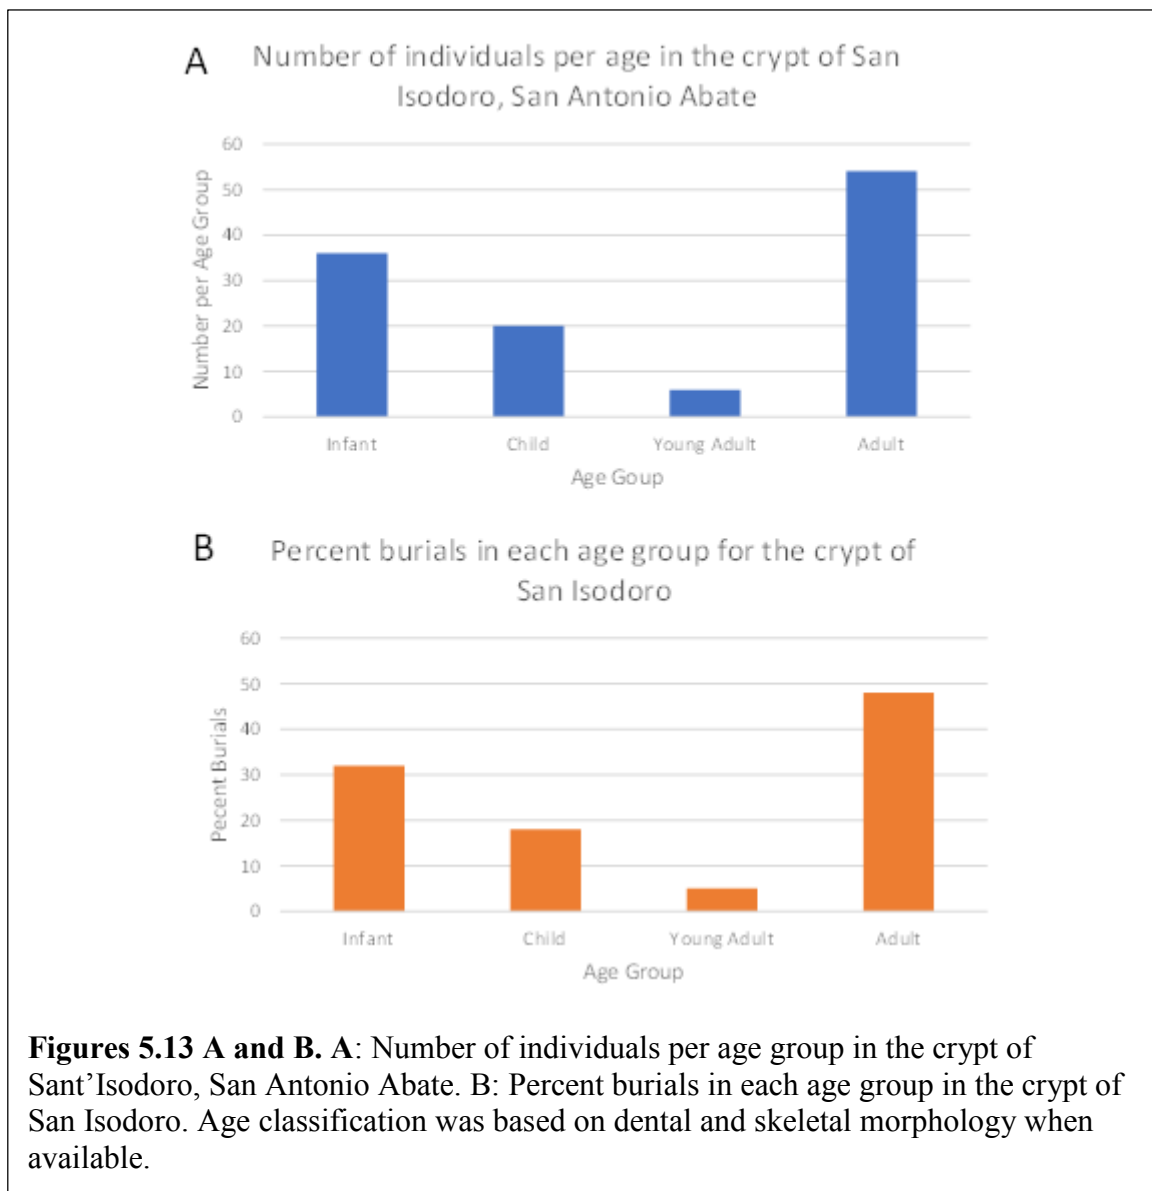 A
Number of individuals per age in the crypt of San
Isodoro, San Antonio Abate
Number per Age Group
60
50
40
30
20
10
0
Infant Child Young Adult Adult
Age Goup
B
Percent burials in each age group for the crypt of
San Isodoro
Pecent Burials
60
50
40
30
20
10
0
Infant Child Young Adult Adult
Age Group
Figures 5.13 A and B. A: Number of individuals per age group in the crypt of
Sant’Isodoro, San Antonio Abate. B: Percent burials in each age group in the crypt of
San Isodoro. Age classification was based on dental and skeletal morphology when
available.